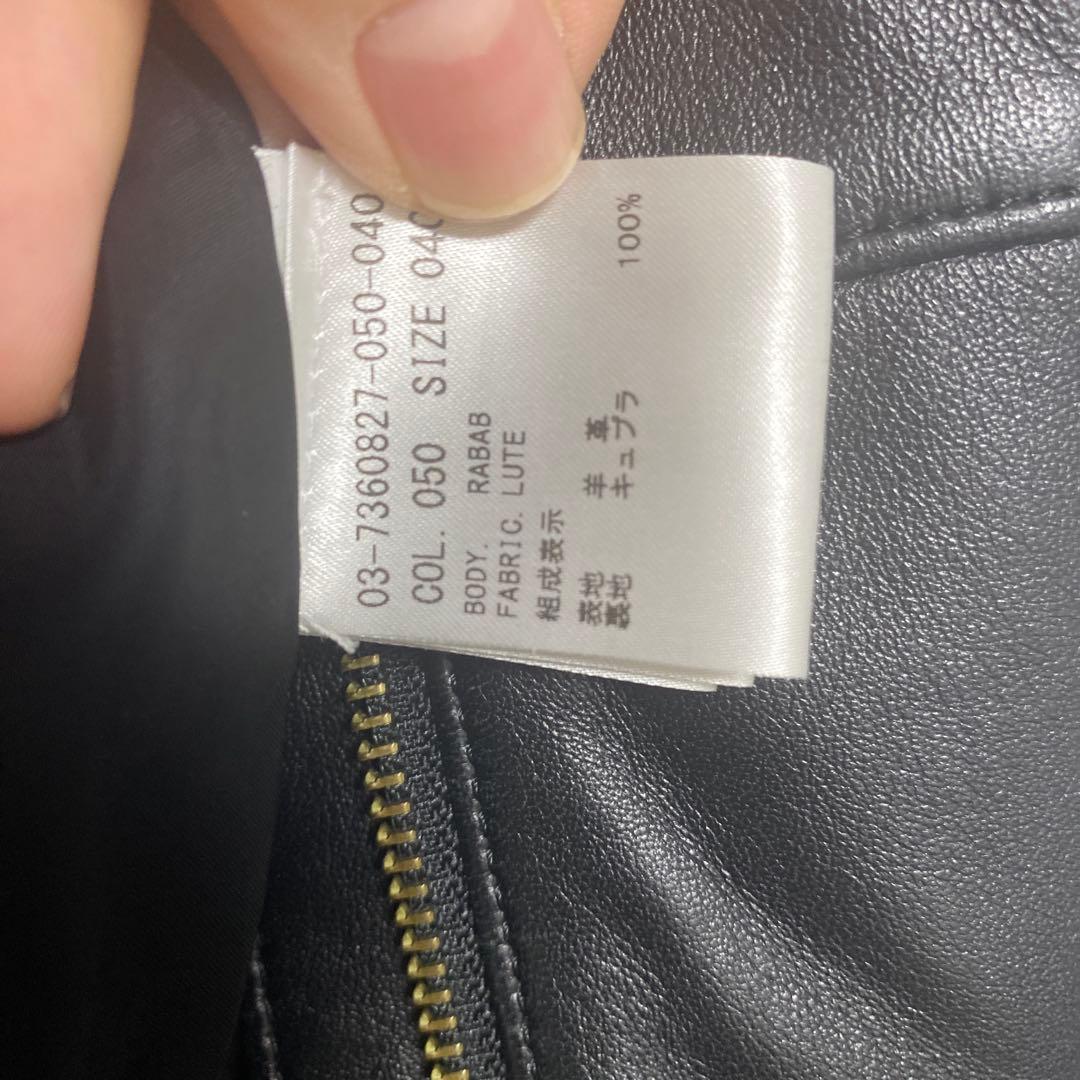 03-7360827-050-040
COL. 050 SIZE 040
BODY. RABAB
FABRIC. LUTE
組成表示
表地 羊 革
裏地 キュプラ 100%